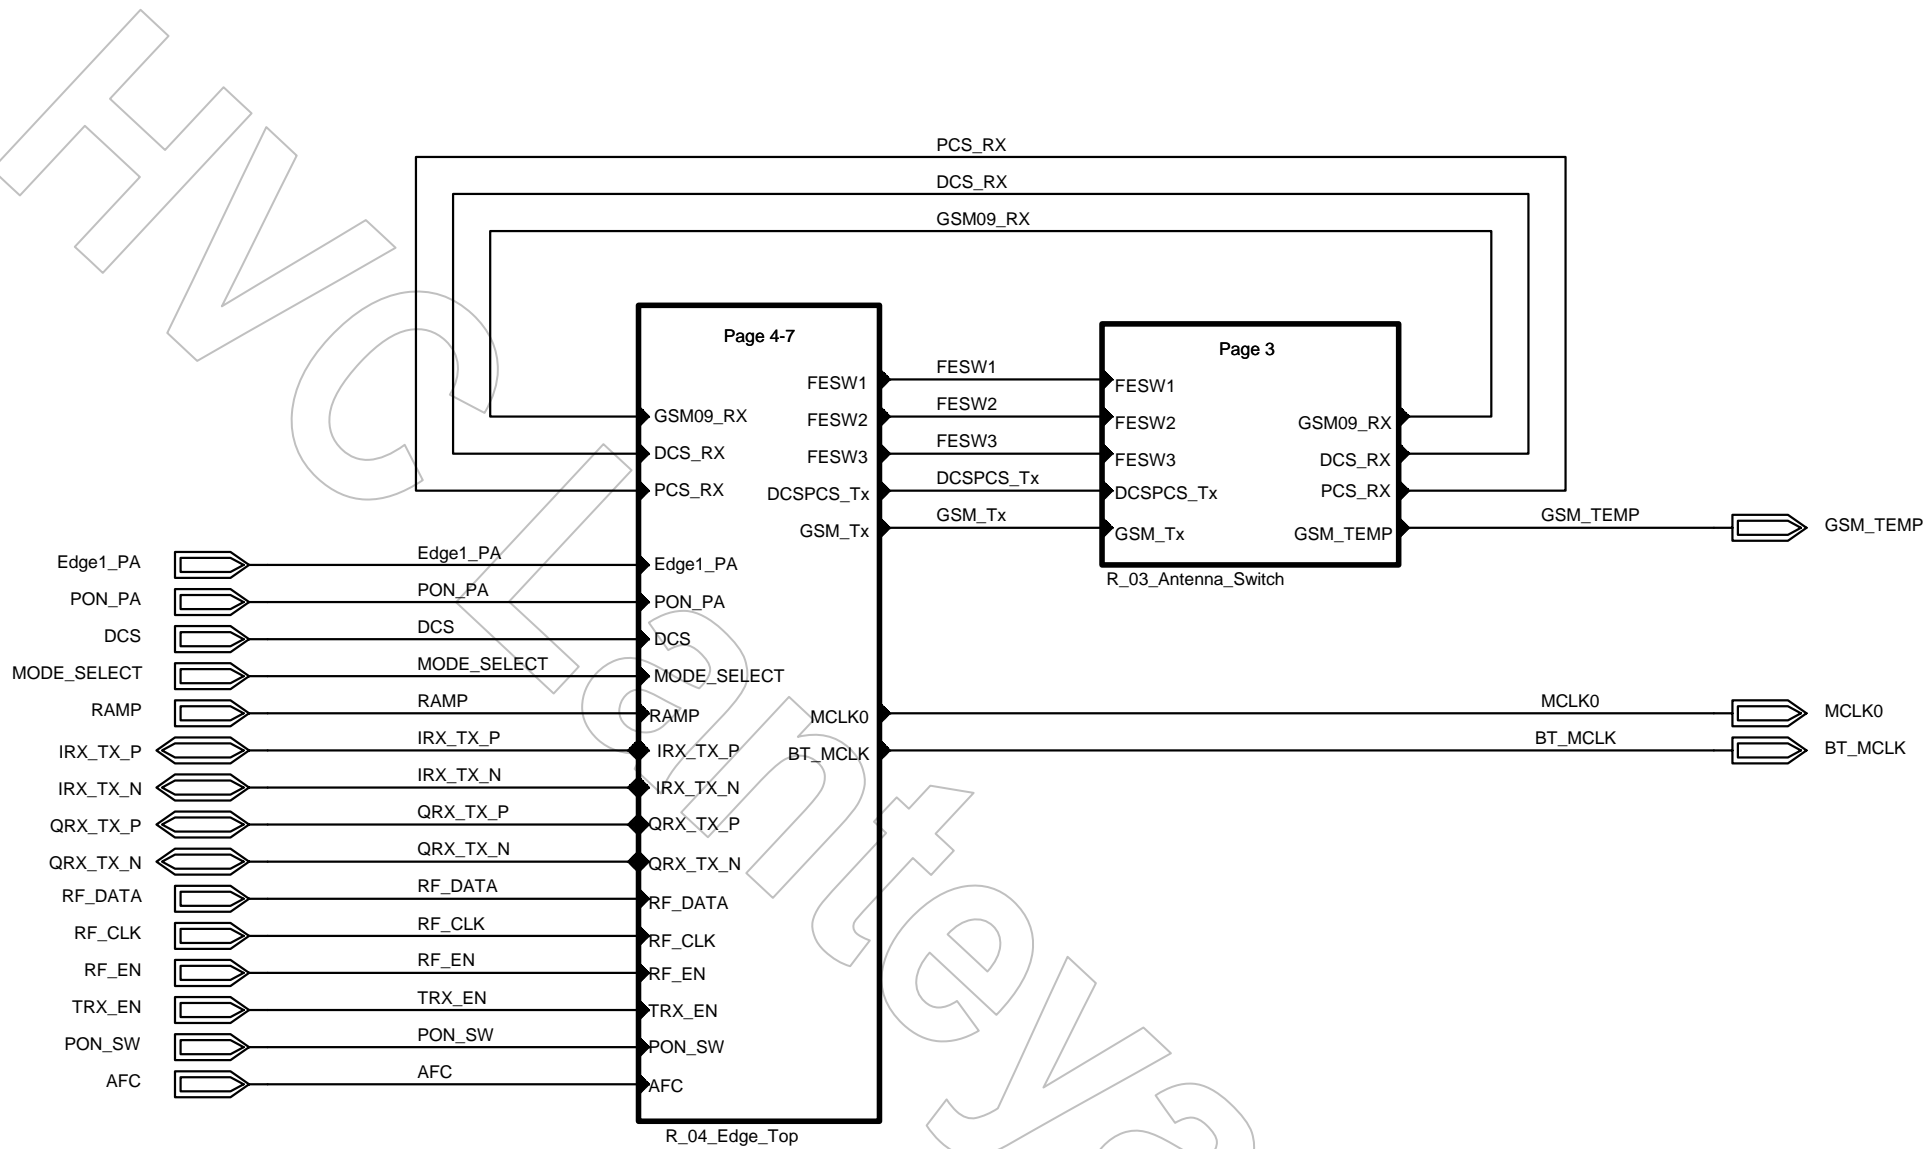 PCS_RX
DCS_RX
GSM09_RX
Page 4-7
Page 3
FESW1
FESW1
FESW1
FESW2
FESW2
FESW2
FESW3
FESW3
FESW3
DCSPCS_Tx
DCSPCS_Tx
DCSPCS_Tx
GSM_Tx
GSM_Tx
GSM_Tx
GSM09_RX
DCS_RX
PCS_RX
GSM09_RX
DCS_RX
PCS_RX
GSM_TEMP
GSM_TEMP
GSM_TEMP
R_03_Antenna_Switch
Edge1_PA
Edge1_PA
Edge1_PA
PON_PA
PON_PA
PON_PA
DCS
DCS
DCS
MODE_SELECT
MODE_SELECT
MODE_SELECT
RAMP
RAMP
RAMP
MCLK0
MCLK0
MCLK0
IRX_TX_P
IRX_TX_P
IRX_TX_P
BT_MCLK
BT_MCLK
BT_MCLK
IRX_TX_N
IRX_TX_N
IRX_TX_N
QRX_TX_P
QRX_TX_P
QRX_TX_P
QRX_TX_N
QRX_TX_N
QRX_TX_N
RF_DATA
RF_DATA
RF_DATA
RF_CLK
RF_CLK
RF_CLK
RF_EN
RF_EN
RF_EN
TRX_EN
TRX_EN
TRX_EN
PON_SW
PON_SW
PON_SW
AFC
AFC
AFC
R_04_Edge_Top